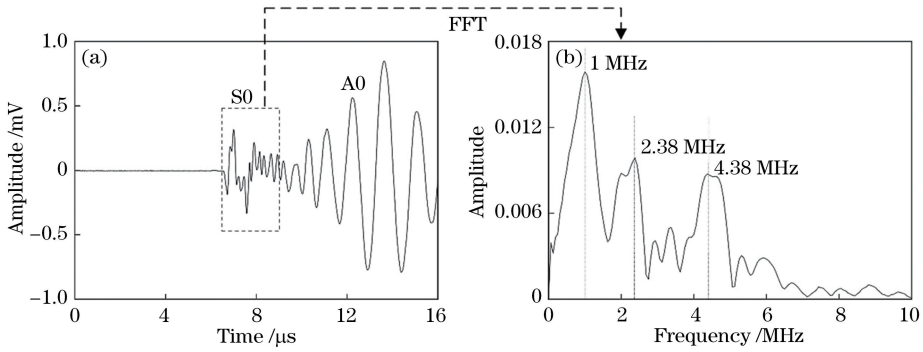 FFT
(a)
S0
A0
1.0
0.5
0
−0.5
−1.0
Amplitude /mV
0
4
8
12
16
Time /μs
(b)
1 MHz
2.38 MHz
4.38 MHz
0.018
0.012
0.006
0
Amplitude
0
2
4
6
8
10
Frequency /MHz